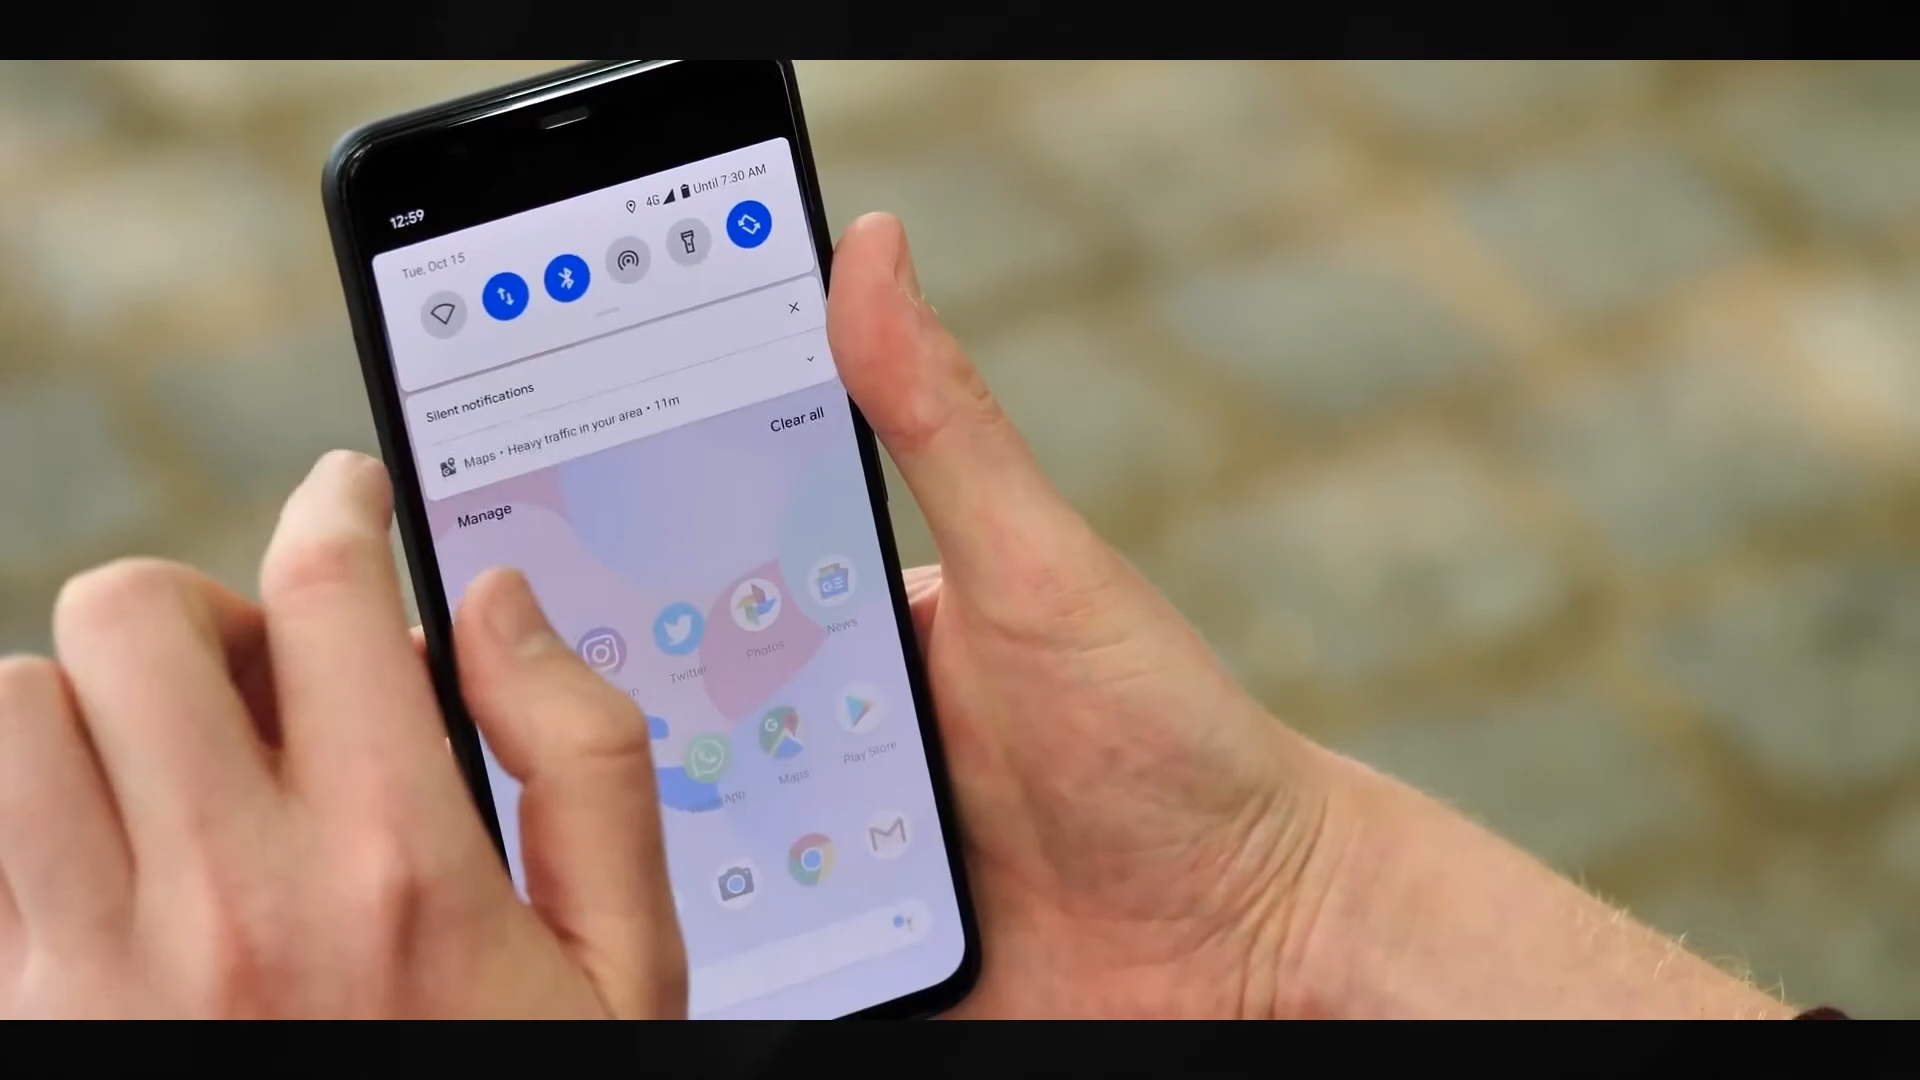 12:59
4G Until 7:30 AM
Tue, Oct 15
Silent notifications
Maps • Heavy traffic in your area • 11m
Manage
Clear all
Twitter
Photos
News
Maps
Play Store